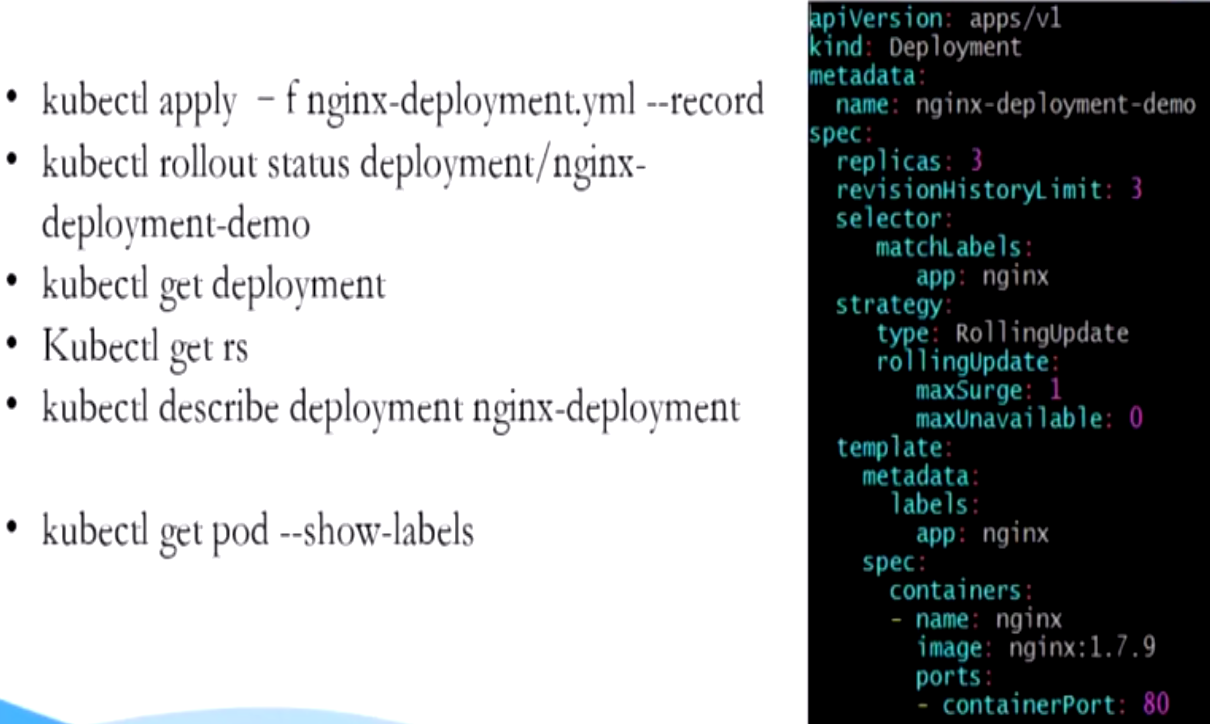 • kubectl apply – f nginx-deployment.yml --record
• kubectl rollout status deployment/nginx-
deployment-demo
• kubectl get deployment
• Kubectl get rs
• kubectl describe deployment nginx-deployment
• kubectl get pod --show-labels
apiVersion: apps/v1
kind: Deployment
metadata:
  name: nginx-deployment-demo
spec:
  replicas: 3
  revisionHistoryLimit: 3
  selector:
     matchLabels:
        app: nginx
  strategy:
     type: RollingUpdate
     rollingUpdate:
        maxSurge: 1
        maxUnavailable: 0
  template:
    metadata:
      labels:
        app: nginx
    spec:
      containers:
      - name: nginx
        image: nginx:1.7.9
        ports:
        - containerPort: 80